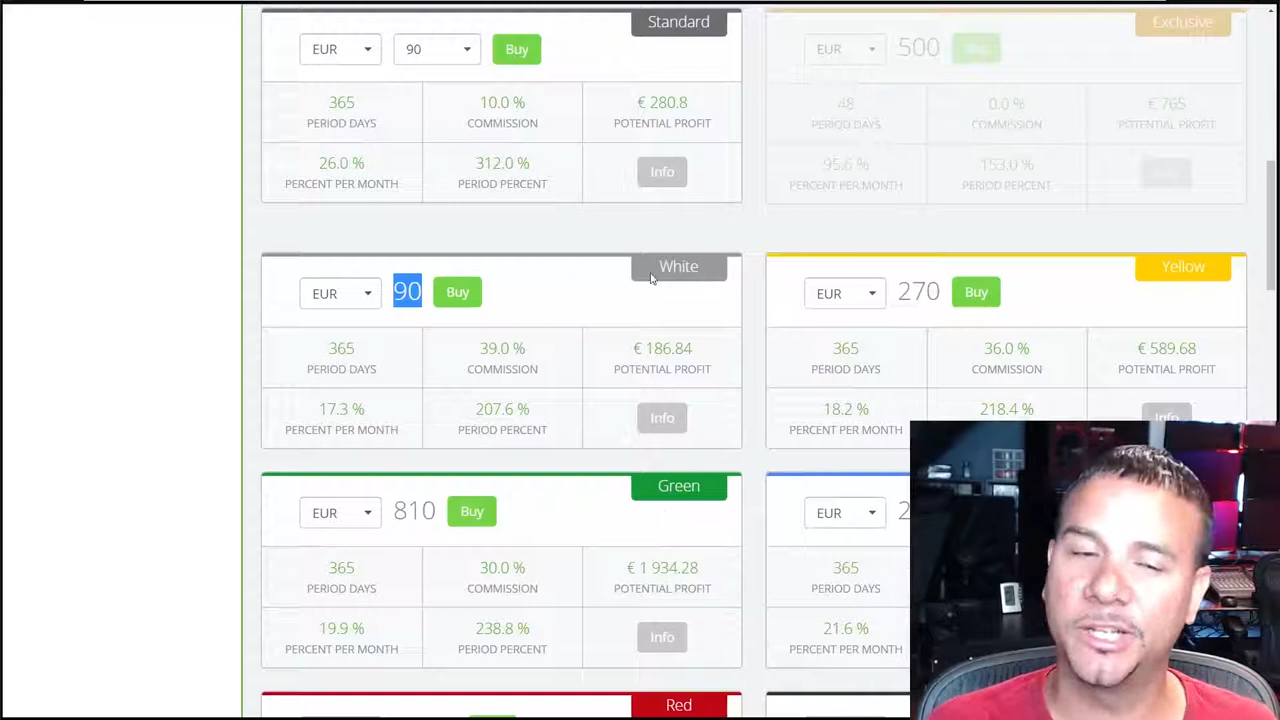 Standard
EUR 90 Buy
365 10.0 % € 280.8
PERIOD DAYS COMMISSION POTENTIAL PROFIT
26.0 % 312.0 % Info
PERCENT PER MONTH PERIOD PERCENT
Exclusive
EUR 500 Buy
48 0.0 % € 765
PERIOD DAYS COMMISSION POTENTIAL PROFIT
95.6 % 153.0 %
PERCENT PER MONTH PERIOD PERCENT
White
EUR 90 Buy
365 39.0 % € 186.84
PERIOD DAYS COMMISSION POTENTIAL PROFIT
17.3 % 207.6 % Info
PERCENT PER MONTH PERIOD PERCENT
Yellow
EUR 270 Buy
365 36.0 % € 589.68
PERIOD DAYS COMMISSION POTENTIAL PROFIT
18.2 % 218.4 % Info
PERCENT PER MONTH
Green
EUR 810 Buy
365 30.0 % € 1 934.28
PERIOD DAYS COMMISSION POTENTIAL PROFIT
19.9 % 238.8 % Info
PERCENT PER MONTH PERIOD PERCENT
EUR 2
365
PERIOD DAYS
21.6 %
PERCENT PER MONTH
Red